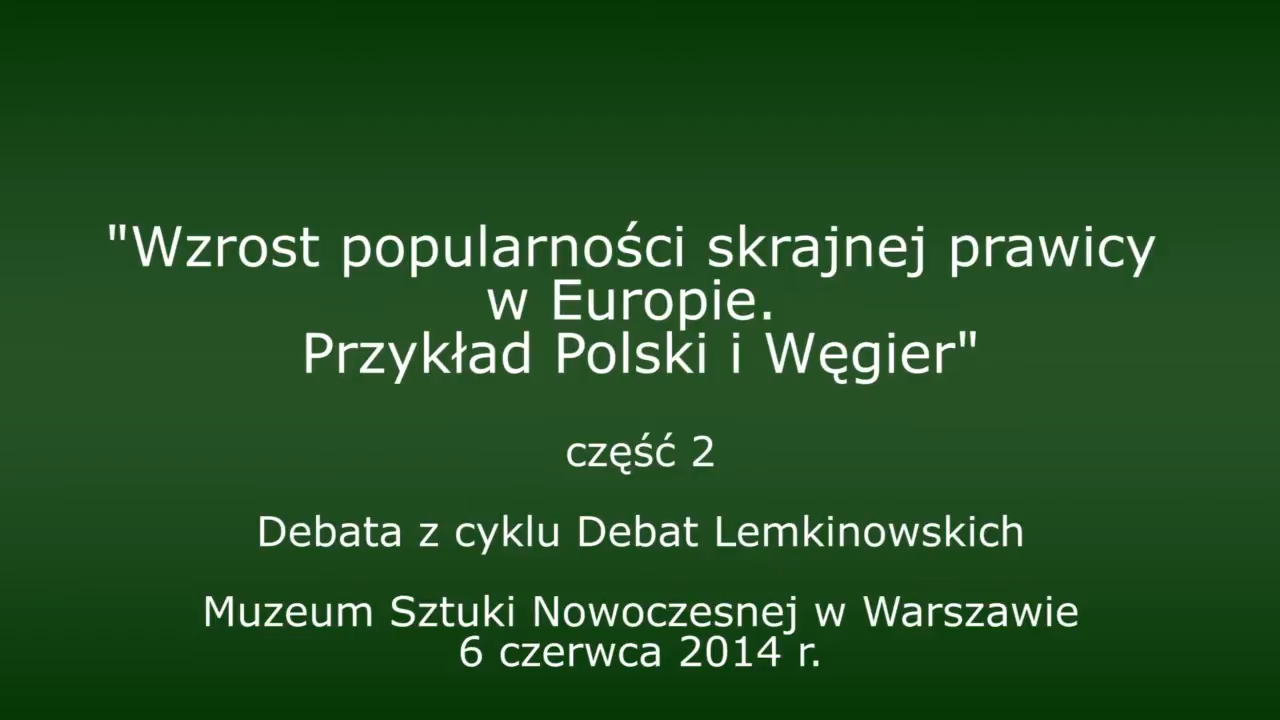 "Wzrost popularności skrajnej prawicy
w Europie.
Przykład Polski i Węgier"
część 2
Debata z cyklu Debat Lemkinowskich
Muzeum Sztuki Nowoczesnej w Warszawie
6 czerwca 2014 r.